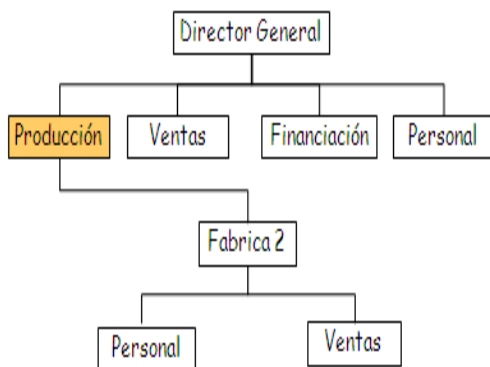 Director General
Producción
Ventas
Financiación
Personal
Fabrica 2
Personal
Ventas